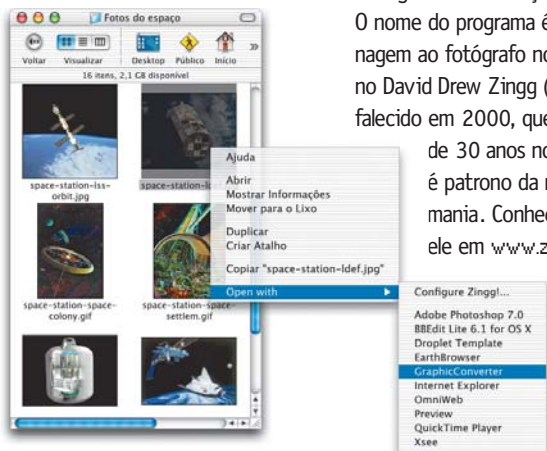 Fotos do espaço
Voltar Visualizar Desktop Público Início »
16 itens, 2,1 GB disponível
space-station-iss-
orbit.jpg
space-station-ldef
space-station-space-
colony.gif
space-station-space-
settlem.gif
Ajuda
Abrir
Mostrar Informações
Mover para o Lixo
Duplicar
Criar Atalho
Copiar "space-station-ldef.jpg"
Open with
Configure Zingg!...
Adobe Photoshop 7.0
BBEdit Lite 6.1 for OS X
Droplet Template
EarthBrowser
GraphicConverter
Internet Explorer
OmniWeb
Preview
QuickTime Player
Xsee
O nome do programa é
nagem ao fotógrafo no
no David Drew Zingg (
falecido em 2000, que
de 30 anos no
é patrono da
mania. Conhe
ele em www.z